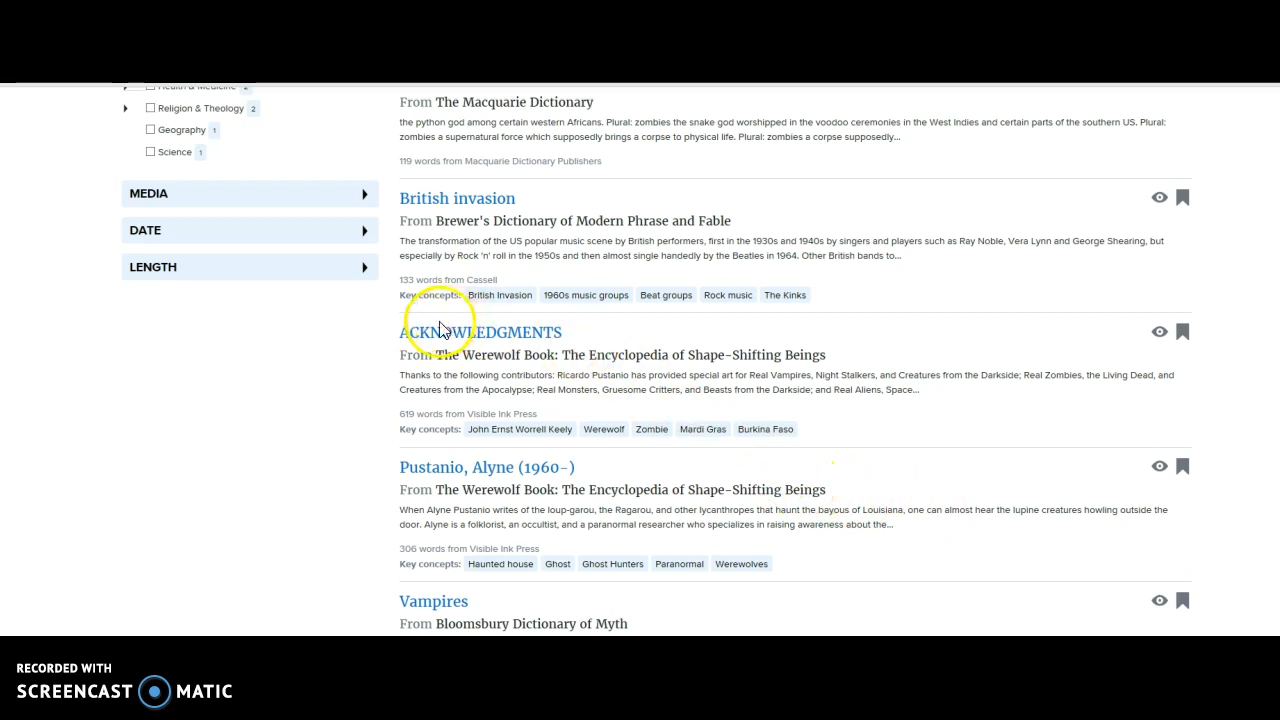 Health & Medicine 2
From The Macquarie Dictionary
Religion & Theology 2
the python god among certain western Africans. Plural: zombies the snake god worshipped in the voodoo ceremonies in the West Indies and certain parts of the southern US. Plural:
Geography 1
zombies a supernatural force which supposedly brings a corpse to physical life. Plural: zombies a corpse supposedly...
Science 1
119 words from Macquarie Dictionary Publishers
MEDIA
DATE
LENGTH
British invasion
From Brewer's Dictionary of Modern Phrase and Fable
The transformation of the US popular music scene by British performers, first in the 1930s and 1940s by singers and players such as Ray Noble, Vera Lynn and George Shearing, but
especially by Rock 'n' roll in the 1950s and then almost single handedly by the Beatles in 1964. Other British bands to...
133 words from Cassell
Key concepts: British Invasion 1960s music groups Beat groups Rock music The Kinks
ACKNOWLEDGMENTS
From The Werewolf Book: The Encyclopedia of Shape-Shifting Beings
Thanks to the following contributors: Ricardo Pustanio has provided special art for Real Vampires, Night Stalkers, and Creatures from the Darkside; Real Zombies, the Living Dead, and
Creatures from the Apocalypse; Real Monsters, Gruesome Critters, and Beasts from the Darkside; and Real Aliens, Space...
619 words from Visible Ink Press
Key concepts: John Ernst Worrell Keely Werewolf Zombie Mardi Gras Burkina Faso
Pustanio, Alyne (1960-)
From The Werewolf Book: The Encyclopedia of Shape-Shifting Beings
When Alyne Pustanio writes of the loup-garou, the Ragarou, and other lycanthropes that haunt the bayous of Louisiana, one can almost hear the lupine creatures howling outside the
door. Alyne is a folklorist, an occultist, and a paranormal researcher who specializes in raising awareness about the...
306 words from Visible Ink Press
Key concepts: Haunted house Ghost Ghost Hunters Paranormal Werewolves
Vampires
From Bloomsbury Dictionary of Myth
RECORDED WITH
SCREENCAST MATIC